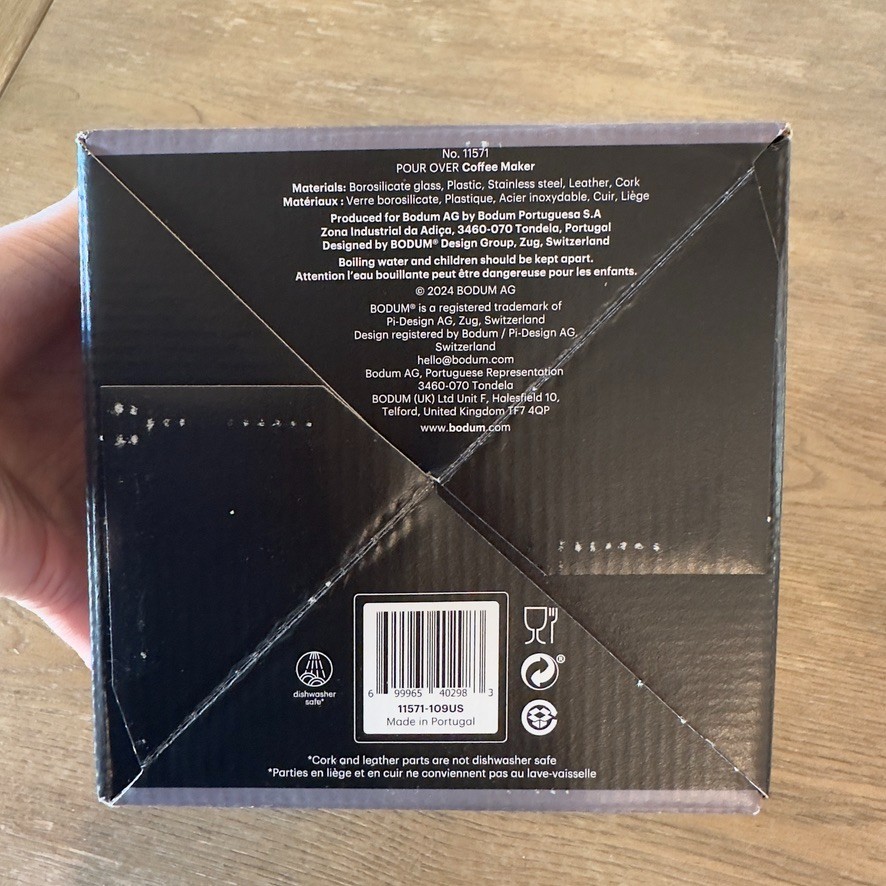 No. 11571
POUR OVER Coffee Maker
Materials: Borosilicate glass, Plastic, Stainless steel, Leather, Cork
Matériaux : Verre borosilicate, Plastique, Acier inoxydable, Cuir, Liège
Produced for Bodum AG by Bodum Portuguesa S.A
Zona Industrial da Adiça, 3460-070 Tondela, Portugal
Designed by BODUM® Design Group, Zug, Switzerland
Boiling water and children should be kept apart.
Attention l'eau bouillante peut être dangereuse pour les enfants.
© 2024 BODUM AG
BODUM® is a registered trademark of
Pi-Design AG, Zug, Switzerland
Design registered by Bodum / Pi-Design AG,
Switzerland
hello@bodum.com
Bodum AG, Portuguese Representation
3460-070 Tondela
BODUM (UK) Ltd Unit F, Halesfield 10,
Telford, United Kingdom TF7 4QP
www.bodum.com
dishwasher
safe*
6 99965 40298 3
11571-109US
Made in Portugal
®
*Cork and leather parts are not dishwasher safe
*Parties en liège et en cuir ne conviennent pas au lave-vaisselle